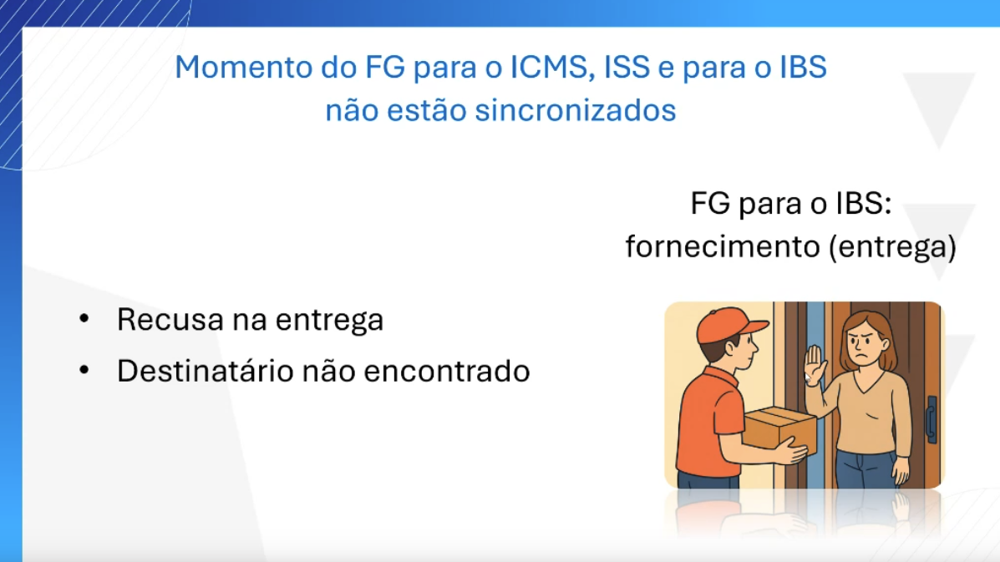 Momento do FG para o ICMS, ISS e para o IBS
não estão sincronizados
FG para o IBS:
fornecimento (entrega)
• Recusa na entrega
• Destinatário não encontrado